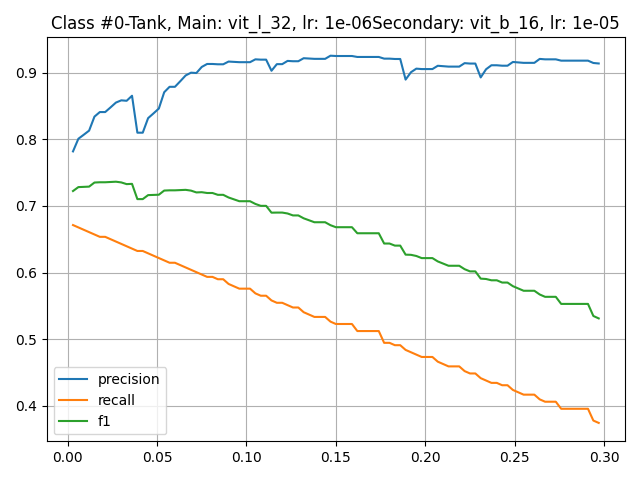 Class #0-Tank, Main: vit_l_32, lr: 1e-06Secondary: vit_b_16, lr: 1e-05
0.9
0.8
0.7
0.6
0.5
0.4
precision
recall
f1
0.00 0.05 0.10 0.15 0.20 0.25 0.30